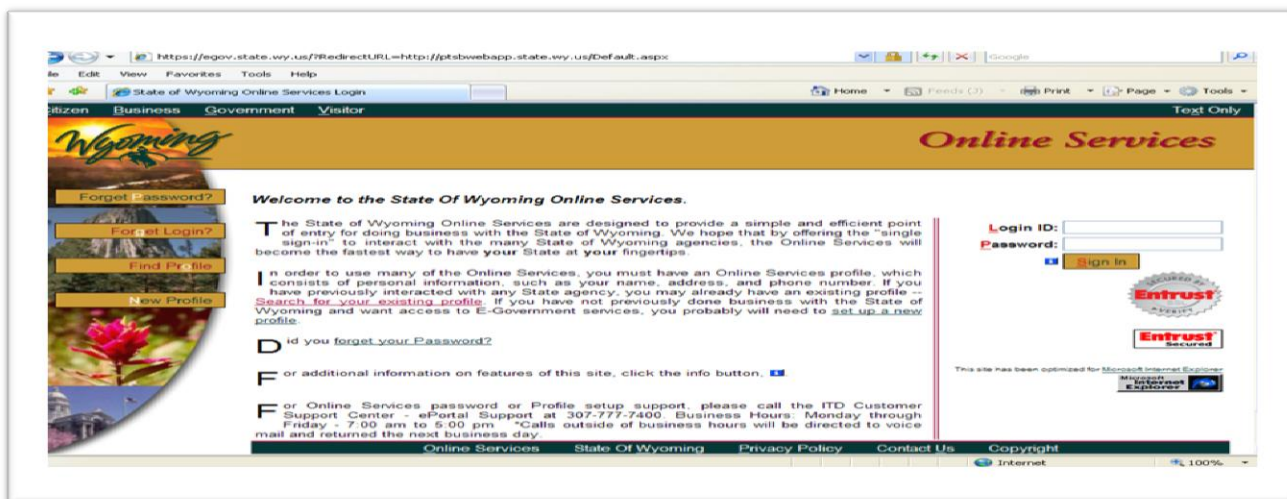 https://egov.state.wy.us/?RedirectURL=http://ptsbwebapp.state.wy.us/Default.aspx
Google
Edit View Favorites Tools Help
State of Wyoming Online Services Login
Home Feeds (J) Print Page Tools
Citizen Business Government Visitor
Text Only
Wyoming
Online Services
Forget Password?
Forget Login?
Find Profile
New Profile
Welcome to the State Of Wyoming Online Services.
The State of Wyoming Online Services are designed to provide a simple and efficient point
of entry for doing business with the State of Wyoming. We hope that by offering the "single
sign-in" to interact with the many State of Wyoming agencies, the Online Services will
become the fastest way to have your State at your fingertips.
In order to use many of the Online Services, you must have an Online Services profile, which
consists of personal information, such as your name, address, and phone number. If you
have previously interacted wth any State agency, you may already have an existing profile --
Search for your existing profile. If you have not previously done business with the State of
Wyoming and want access to E-Government services, you probably will need to set up a new
profile.
Did you forget your Password?
For additional information on features of this site, click the info button, i.
For Online Services password or Profile setup support, please call the ITD Customer
Support Center - ePortal Support at 307-777-7400. Business Hours: Monday through
Friday - 7:00 am to 5:00 pm *Calls outside of business hours will be directed to voice
mail and returned the next business day.
Login ID:
Password:
Sign In
SECURED BY
Entrust
VERIFY
Entrust
Secured
This site has been optimized for Microsoft Internet Explorer
Microsoft
Internet
Explorer
Online Services State Of Wyoming Privacy Policy Contact Us Copyright
Internet 100%